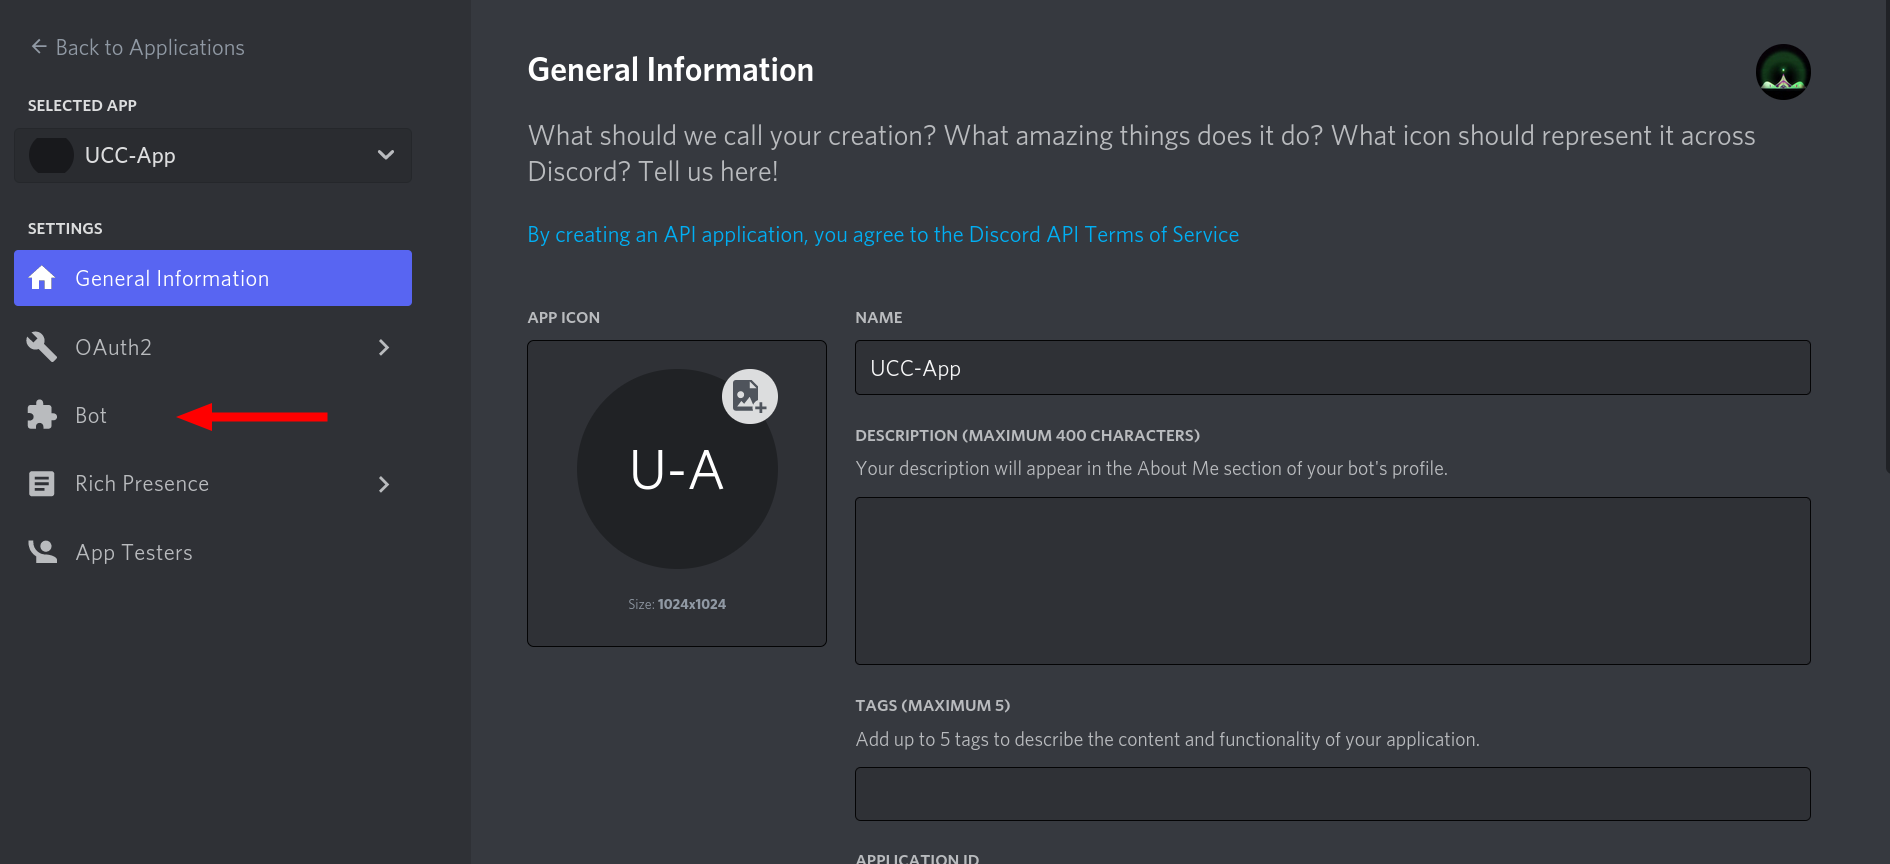 Back to Applications
SELECTED APP
UCC-App
SETTINGS
General Information
OAuth2
Bot
Rich Presence
App Testers
General Information
What should we call your creation? What amazing things does it do? What icon should represent it across
Discord? Tell us here!
By creating an API application, you agree to the Discord API Terms of Service
APP ICON
U-A
Size: 1024x1024
NAME
UCC-App
DESCRIPTION (MAXIMUM 400 CHARACTERS)
Your description will appear in the About Me section of your bot's profile.
TAGS (MAXIMUM 5)
Add up to 5 tags to describe the content and functionality of your application.
APPLICATION ID